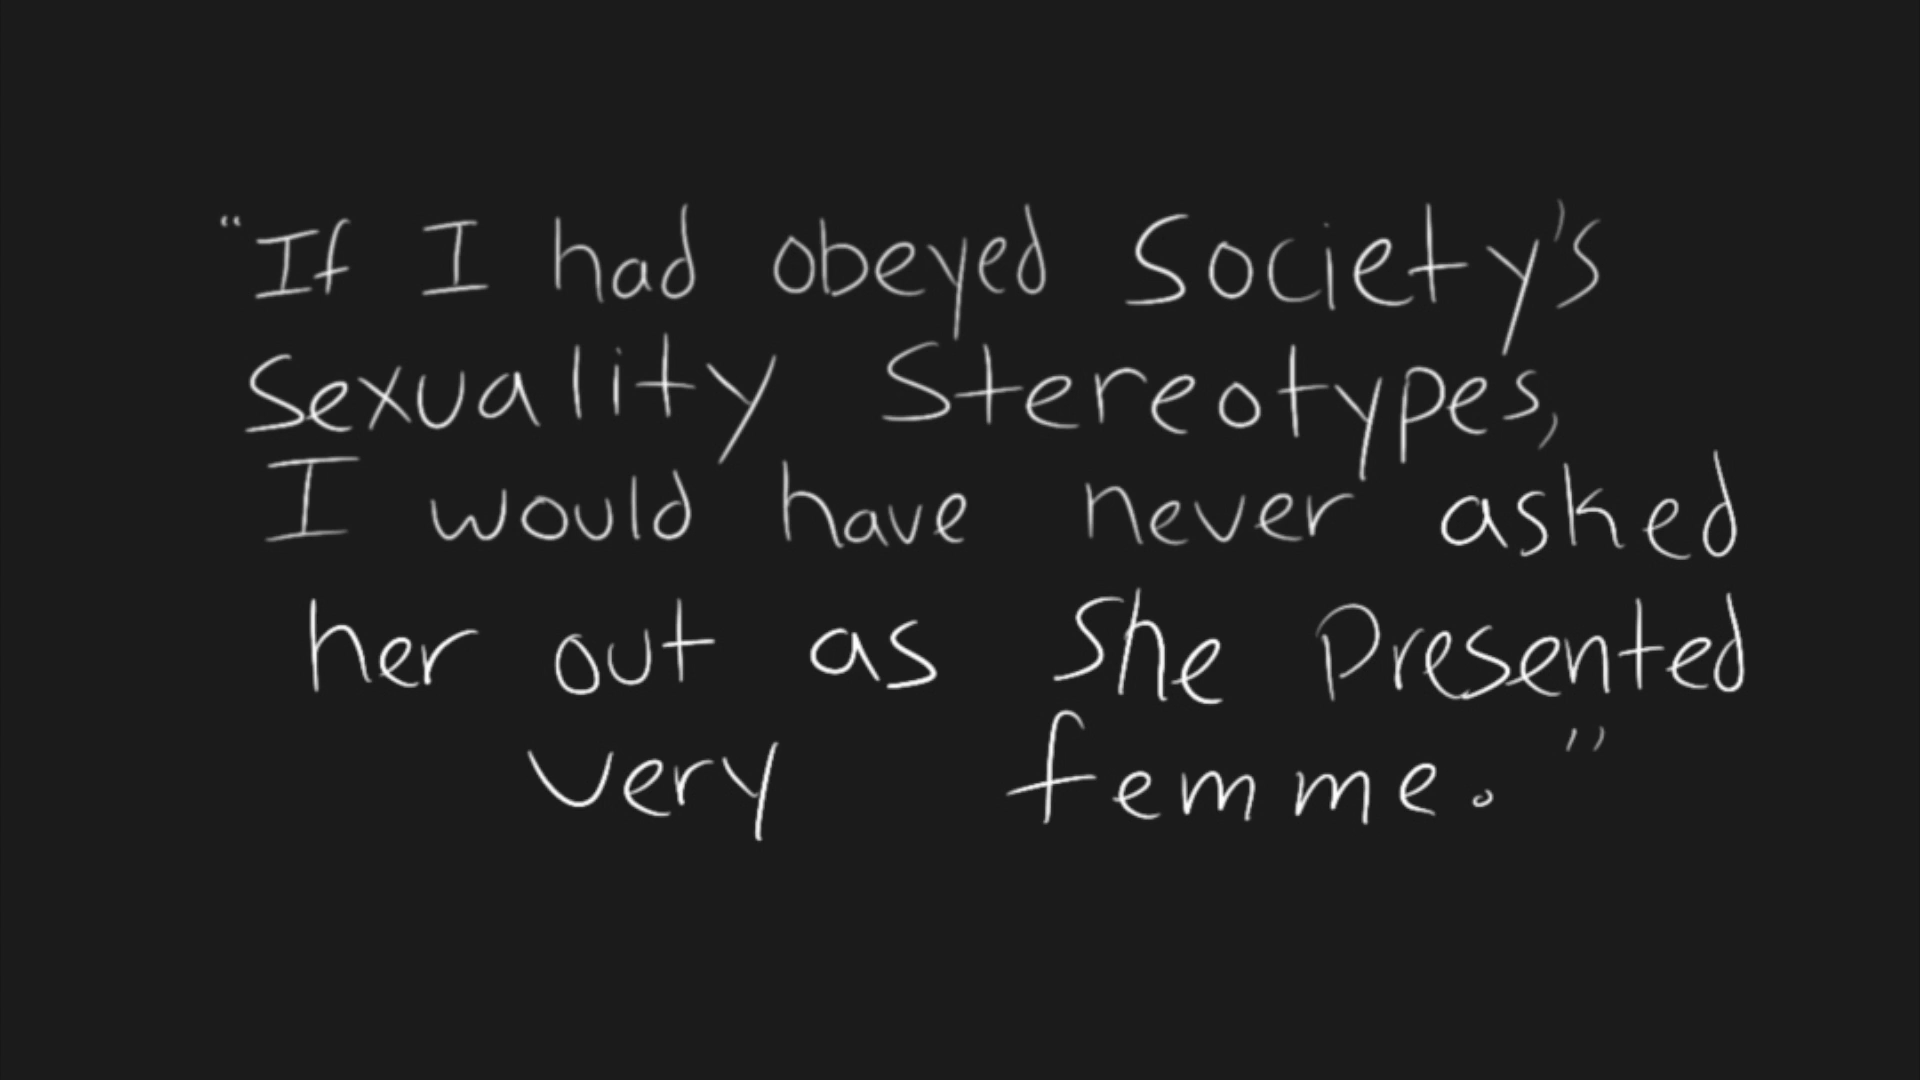 "If I had obeyed Society's
Sexuality Stereotypes,
I would have never asked
her out as She Presented
very femme."